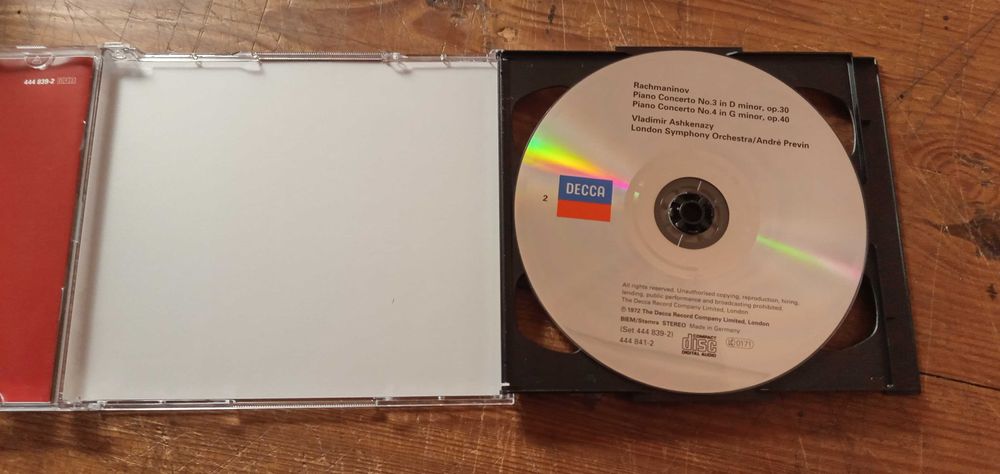 444 839-2
Rachmaninov
Piano Concerto No.3 in D minor, op.30
Piano Concerto No.4 in G minor, op.40
Vladimir Ashkenazy
London Symphony Orchestra/André Previn
2
DECCA
All rights reserved. Unauthorised copying, reproduction, hiring,
lending, public performance and broadcasting prohibited.
The Decca Record Company Limited, London
℗ 1972 The Decca Record Company Limited, London
BIEM/Stemra STEREO Made in Germany
(Set 444 839-2)
444 841-2
COMPACT
disc
DIGITAL AUDIO
0171